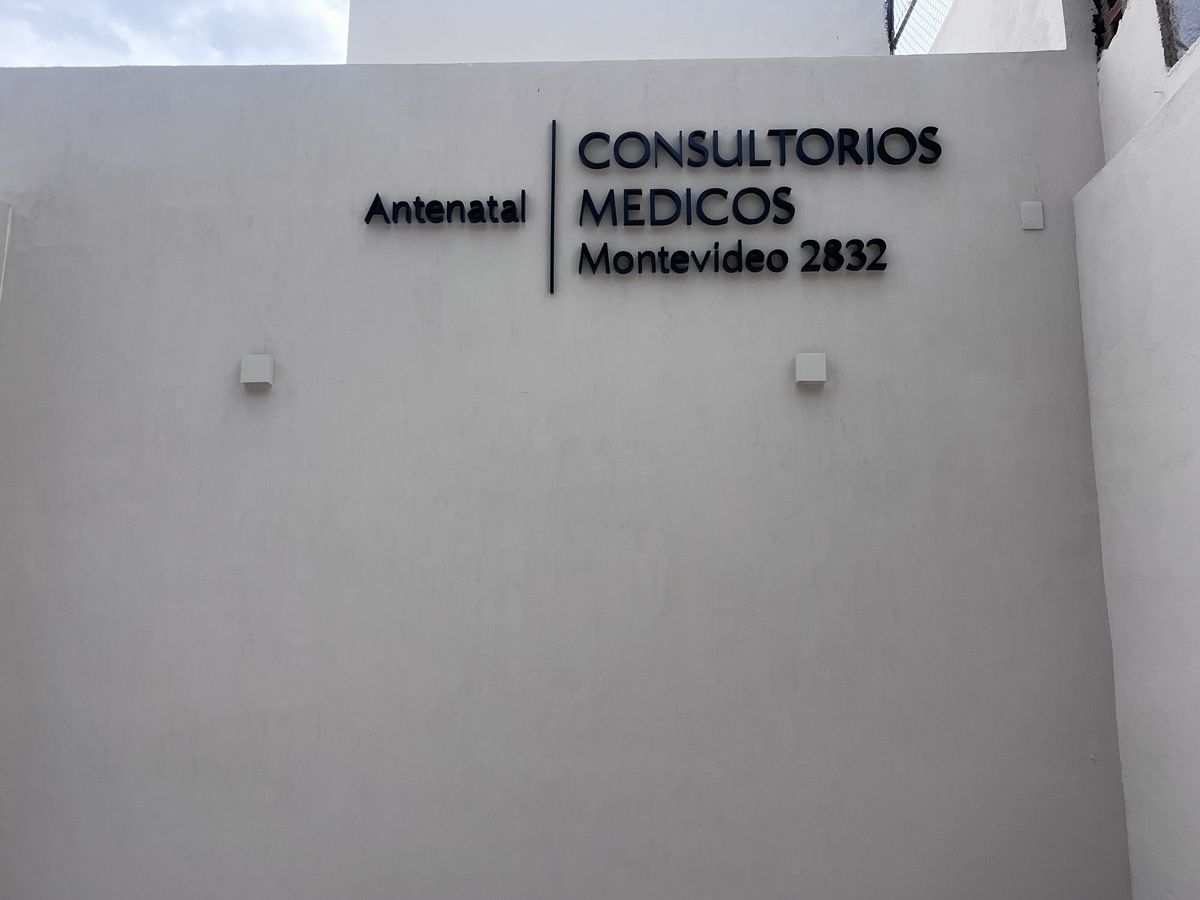 Antenatal
CONSULTORIOS
MEDICOS
Montevideo 2832